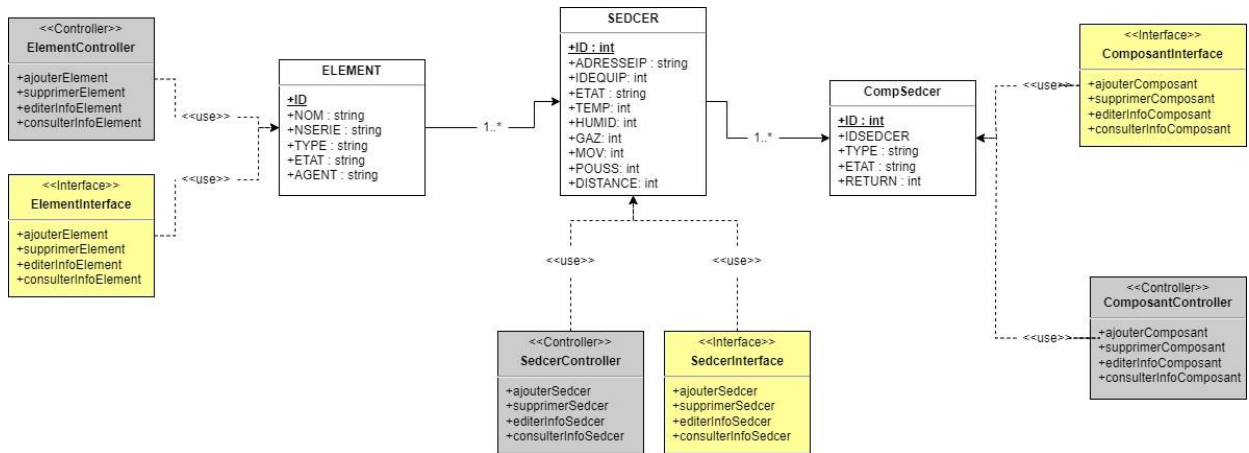 <<Controller>>
ElementController
+ajouterElement
+supprimerElement
+editerInfoElement
+consulterInfoElement
<<use>>
<<Interface>>
ElementInterface
+ajouterElement
+supprimerElement
+editerInfoElement
+consulterInfoElement
<<use>>
ELEMENT
+ID
+NOM : string
+NSERIE : string
+TYPE : string
+ETAT : string
+AGENT : string
1..*
SEDCER
+ID : int
+ADRESSEIP : string
+IDEQUIP: int
+ETAT: string
+TEMP: int
+HUMID: int
+GAZ: int
+MOV: int
+POUSS: int
+DISTANCE: int
1..*
CompSedcer
+ID : int
+IDSEDCER
+TYPE : string
+ETAT : string
+RETURN : int
<<Interface>>
ComposantInterface
+ajouterComposant
+supprimerComposant
+editerInfoComposant
+consulterInfoComposant
<<use>>
<<Controller>>
ComposantController
+ajouterComposant
+supprimerComposant
+editerInfoComposant
+consulterInfoComposant
<<use>>
<<use>>
<<use>>
<<Controller>>
SedcerController
+ajouterSedcer
+supprimerSedcer
+editerInfoSedcer
+consulterInfoSedcer
<<Interface>>
SedcerInterface
+ajouterSedcer
+supprimerSedcer
+editerInfoSedcer
+consulterInfoSedcer